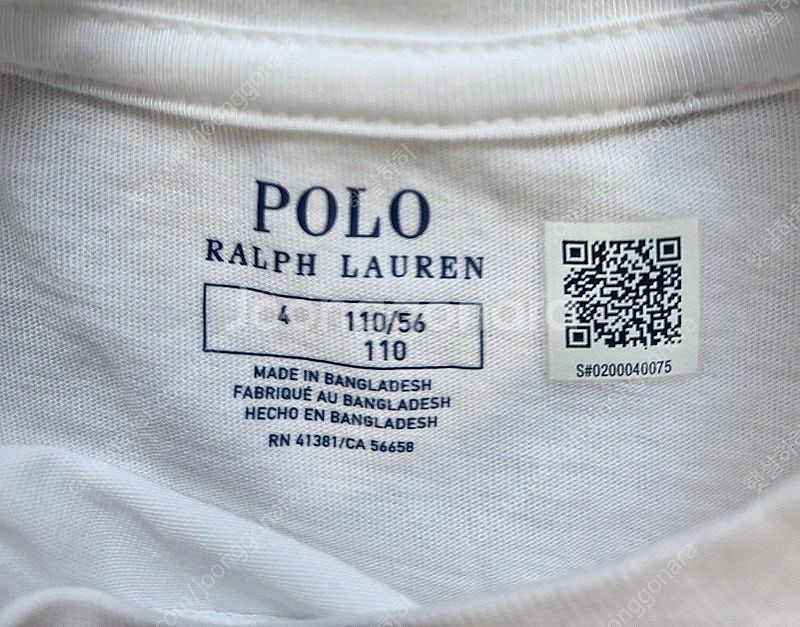 POLO
RALPH LAUREN
4 110/56
110
MADE IN BANGLADESH
FABRIQUÉ AU BANGLADESH
HECHO EN BANGLADESH
RN 41381/CA 56658
S#0200040075
joonggonara